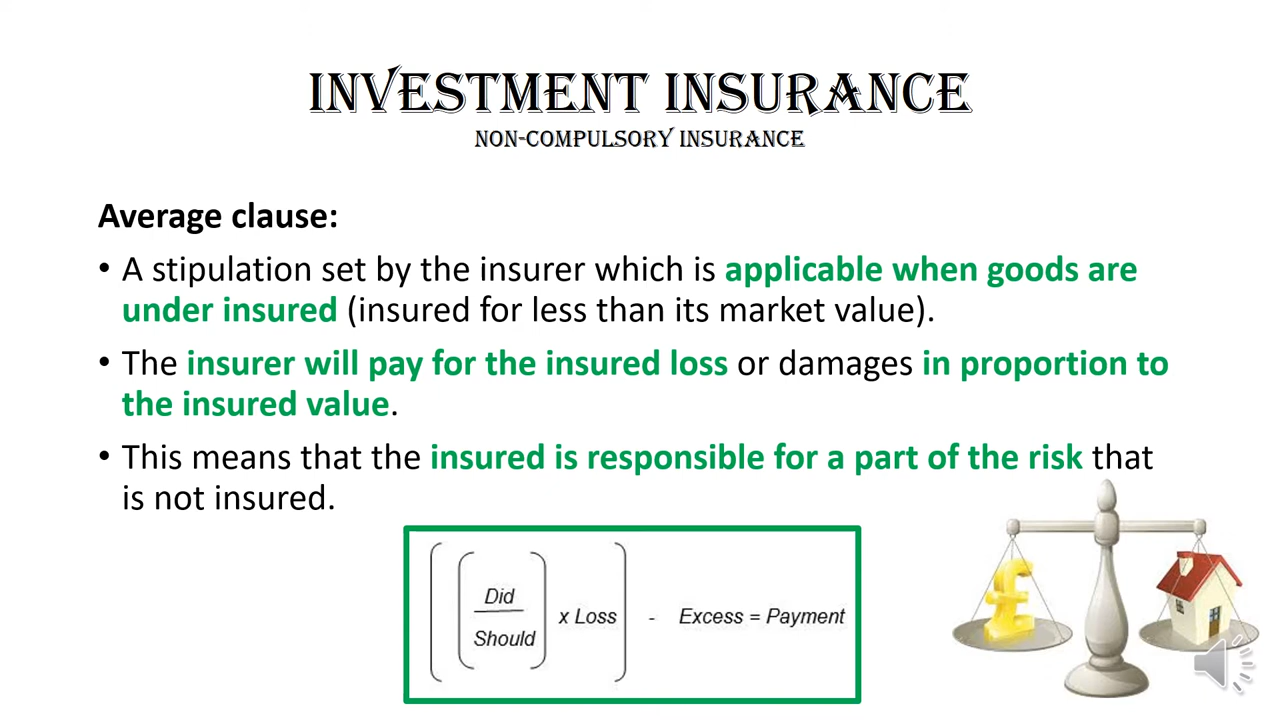 INVESTMENT INSURANCE
NON-COMPULSORY INSURANCE
Average clause:
• A stipulation set by the insurer which is applicable when goods are
under insured (insured for less than its market value).
• The insurer will pay for the insured loss or damages in proportion to
the insured value.
• This means that the insured is responsible for a part of the risk that
is not insured.
Did
Should
x Loss - Excess = Payment
£